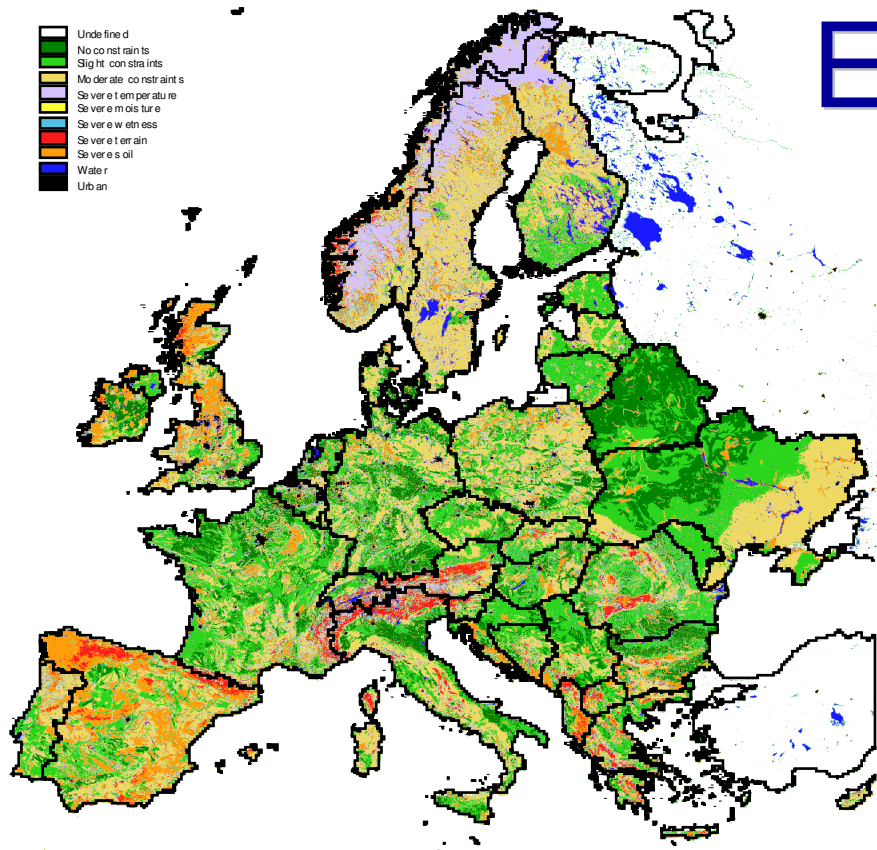 Undefined
No constraints
Slight constraints
Moderate constraints
Severe temperature
Severe moisture
Severe wetness
Severe terrain
Severe soil
Water
Urban
E